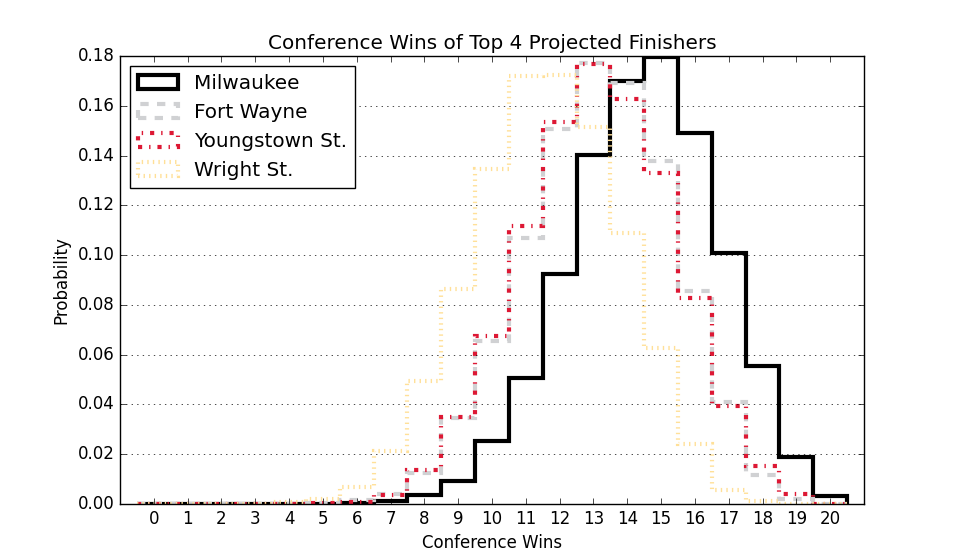 Conference Wins of Top 4 Projected Finishers
Milwaukee
Fort Wayne
Youngstown St.
Wright St.
Probability
0.18
0.16
0.14
0.12
0.10
0.08
0.06
0.04
0.02
0.00
0 1 2 3 4 5 6 7 8 9 10 11 12 13 14 15 16 17 18 19 20
Conference Wins